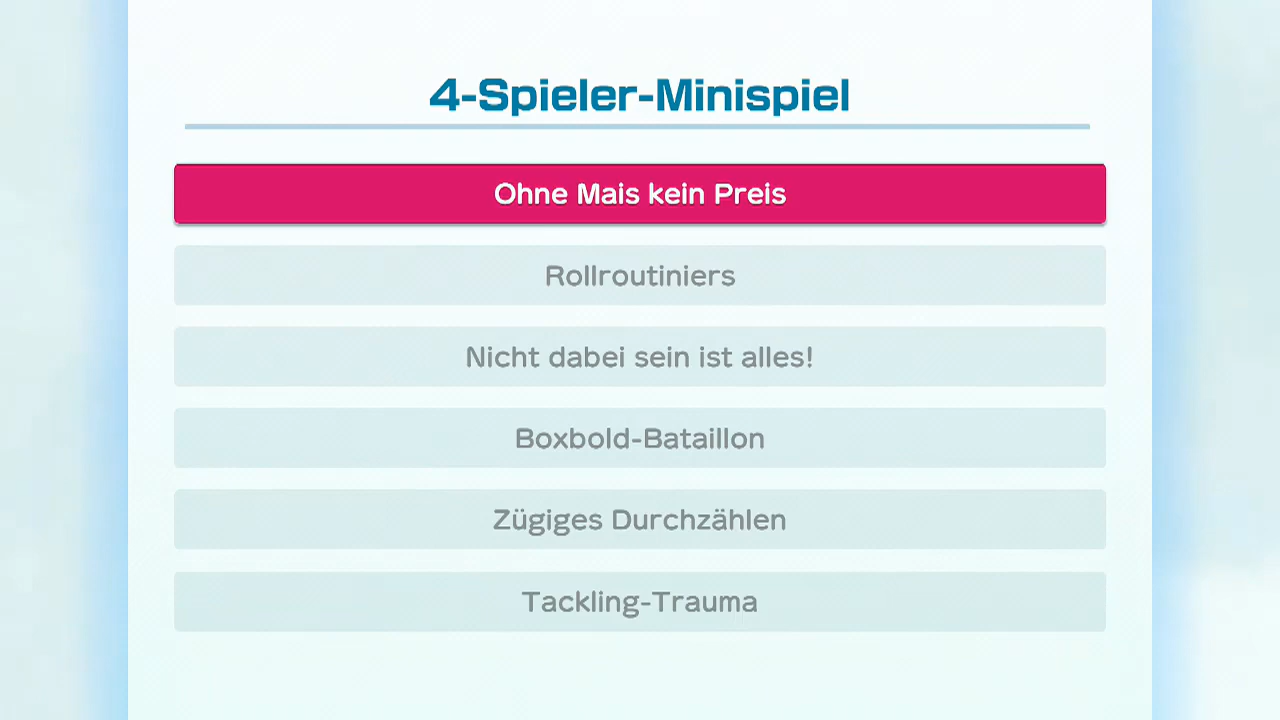 4-Spieler-Minispiel
Ohne Mais kein Preis
Rollroutiniers
Nicht dabei sein ist alles!
Boxbold-Bataillon
Zügiges Durchzählen
Tackling-Trauma